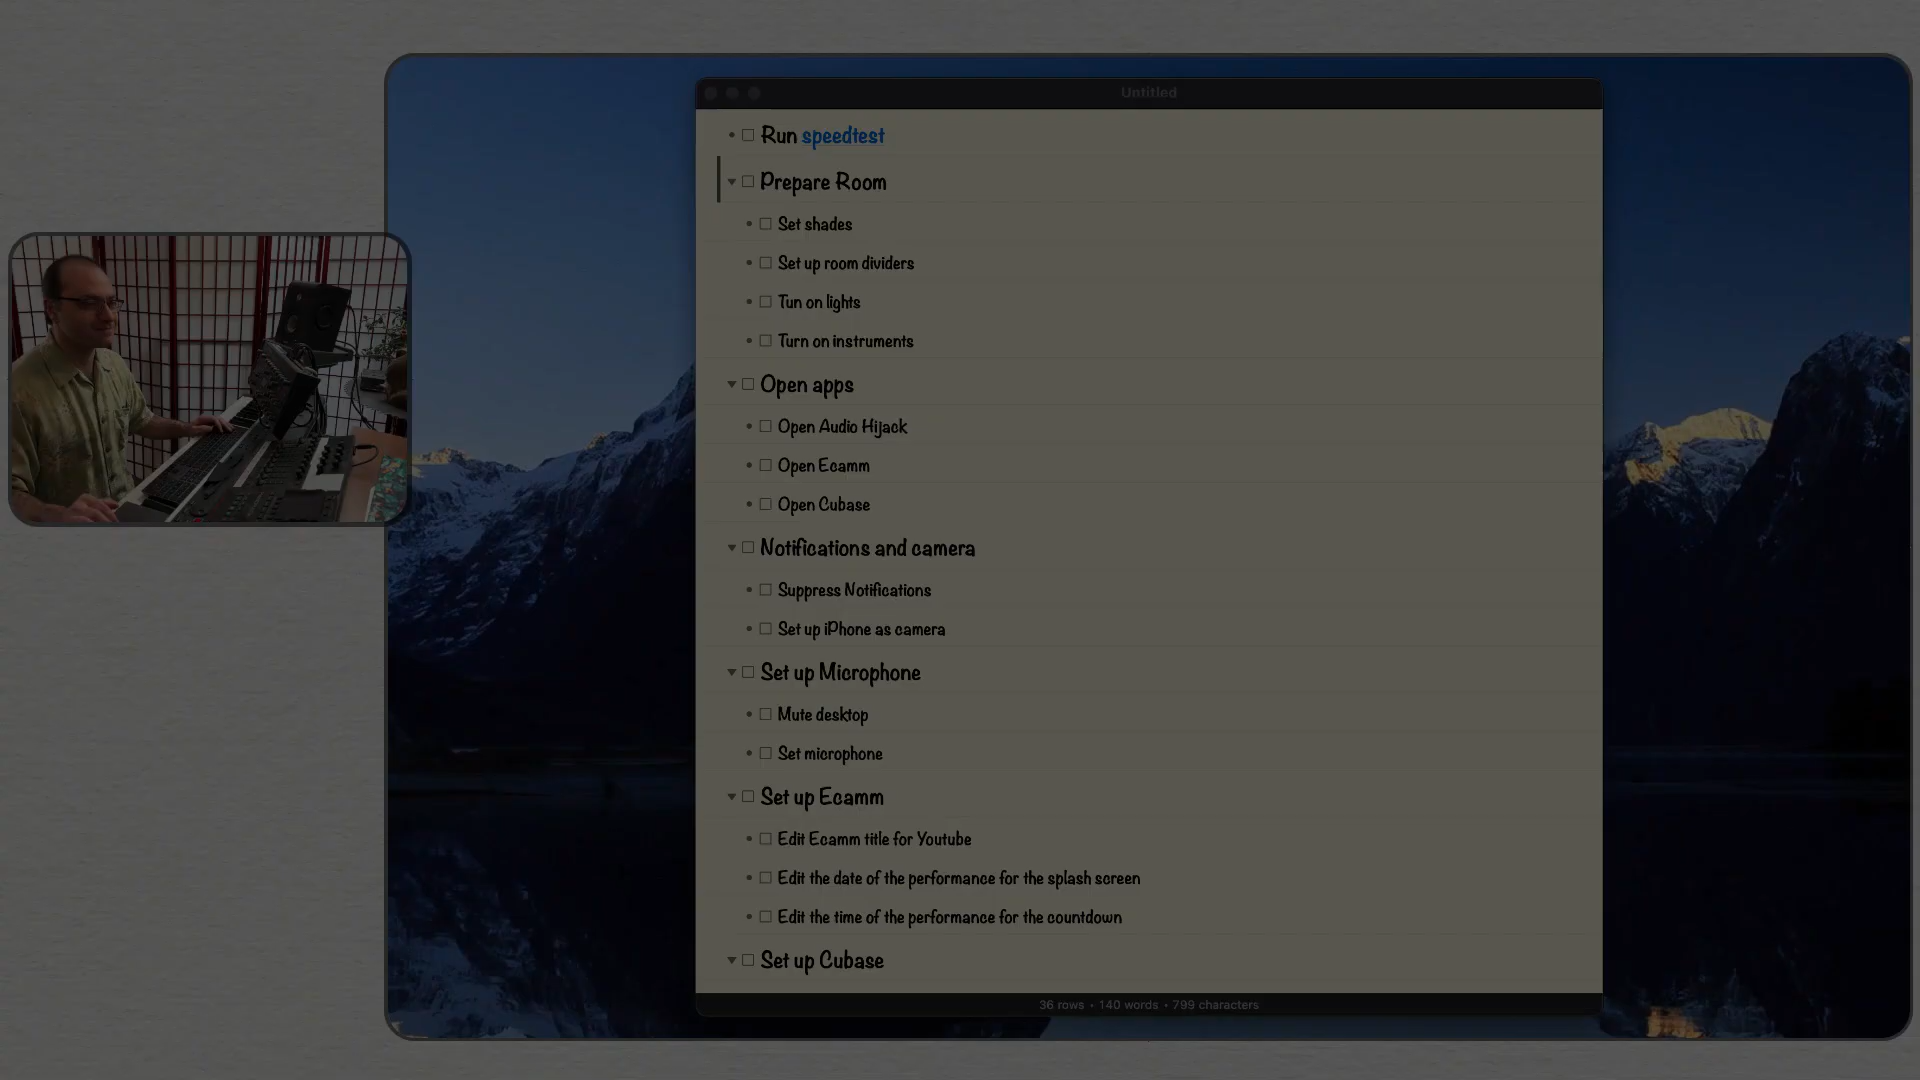 Untitled
Run speedtest
Prepare Room
Set shades
Set up room dividers
Tun on lights
Turn on instruments
Open apps
Open Audio Hijack
Open Ecamm
Open Cubase
Notifications and camera
Suppress Notifications
Set up iPhone as camera
Set up Microphone
Mute desktop
Set microphone
Set up Ecamm
Edit Ecamm title for Youtube
Edit the date of the performance for the splash screen
Edit the time of the performance for the countdown
Set up Cubase
36 rows • 140 words • 799 characters